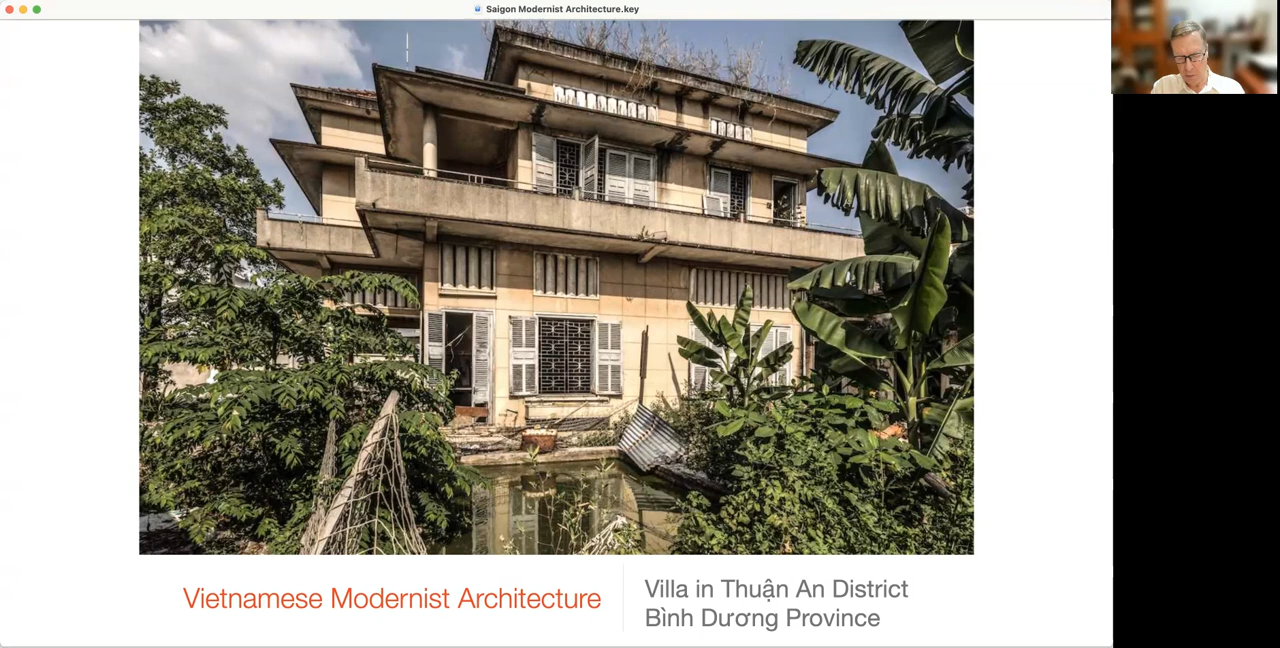 Saigon Modernist Architecture.key
Vietnamese Modernist Architecture
Villa in Thuận An District
Bình Dương Province